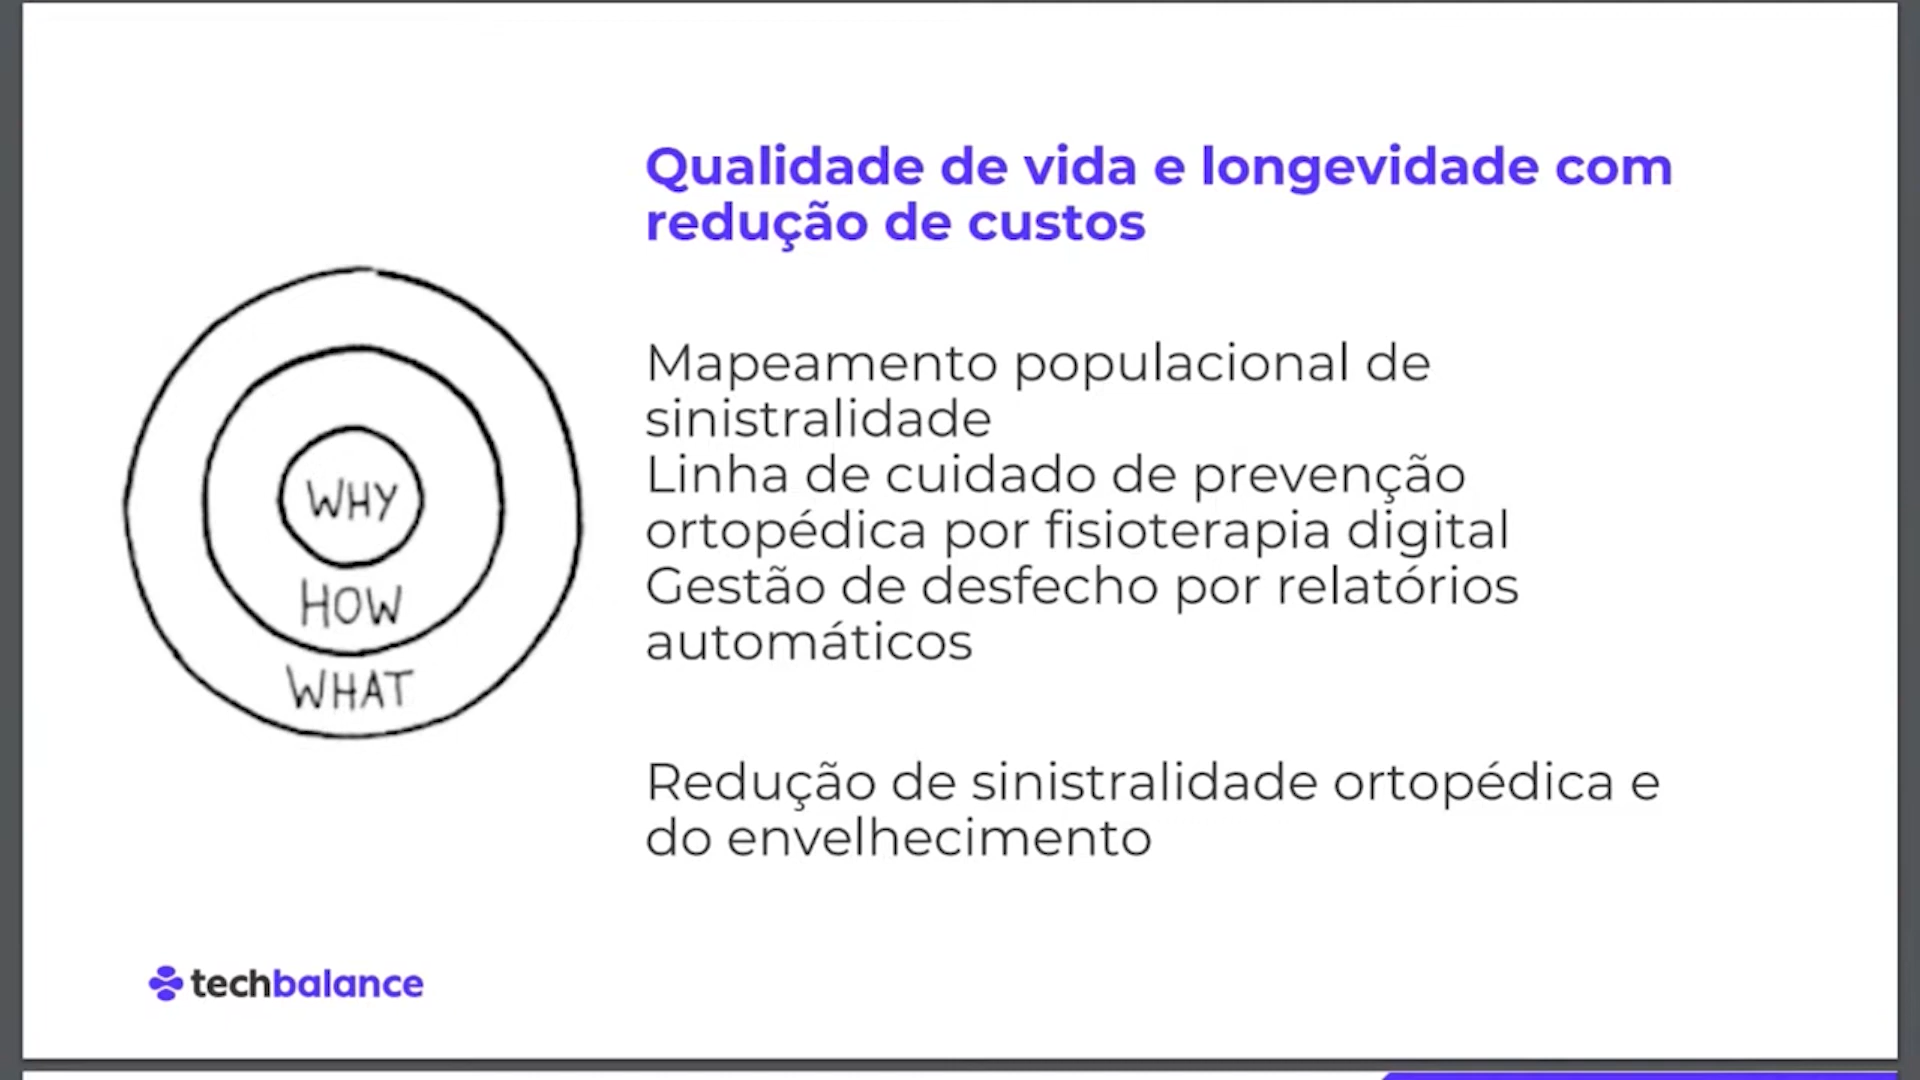 Qualidade de vida e longevidade com
redução de custos
Mapeamento populacional de
sinistralidade
Linha de cuidado de prevenção
ortopédica por fisioterapia digital
Gestão de desfecho por relatórios
automáticos
Redução de sinistralidade ortopédica e
do envelhecimento
WHY
HOW
WHAT
techbalance